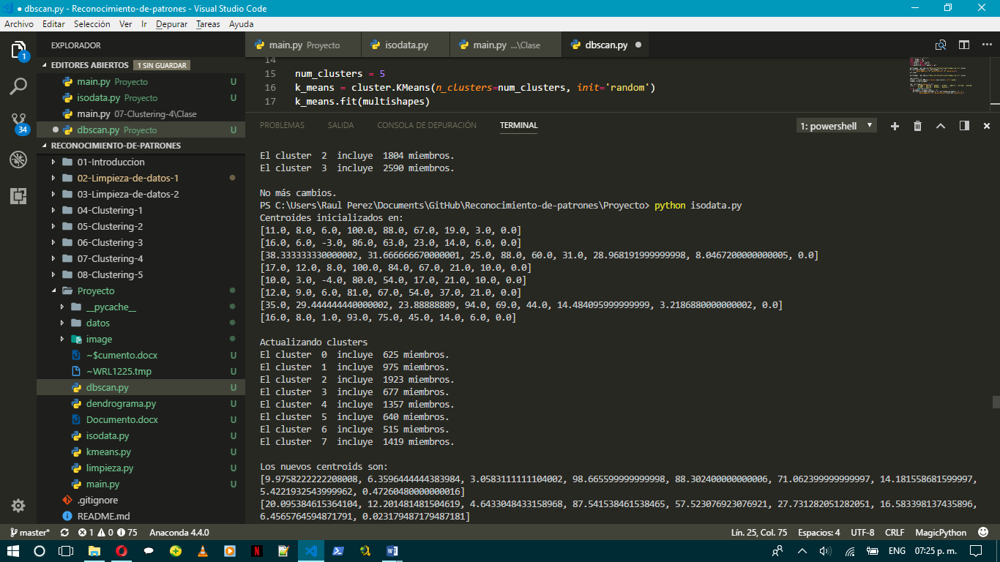 ● dbscan.py - Reconocimiento-de-patrones - Visual Studio Code
Archivo Editar Selección Ver Ir Depurar Tareas Ayuda
EXPLORADOR
EDITORES ABIERTOS 1 SIN GUARDAR
main.py Proyecto U
isodata.py Proyecto U
main.py 07-Clustering-4\Clase
dbscan.py Proyecto U
RECONOCIMIENTO-DE-PATRONES
01-Introduccion
02-Limpieza-de-datos-1
03-Limpieza-de-datos-2
04-Clustering-1
05-Clustering-2
06-Clustering-3
07-Clustering-4
08-Clustering-5
Proyecto
__pycache__
datos
image
~$cumento.docx U
~WRL1225.tmp U
dbscan.py U
dendrograma.py U
Documento.docx U
isodata.py U
kmeans.py U
limpieza.py U
main.py U
.gitignore
README.md
1
34
main.py Proyecto isodata.py main.py ...\Clase dbscan.py
14
15 num_clusters = 5
16 k_means = cluster.KMeans(n_clusters=num_clusters, init='random')
17 k_means.fit(multishapes)
PROBLEMAS SALIDA CONSOLA DE DEPURACIÓN TERMINAL 1: powershell
El cluster 2 incluye 1804 miembros.
El cluster 3 incluye 2590 miembros.
No más cambios.
PS C:\Users\Raul Perez\Documents\GitHub\Reconocimiento-de-patrones\Proyecto> python isodata.py
Centroides inicializados en:
[11.0, 8.0, 6.0, 100.0, 88.0, 67.0, 19.0, 3.0, 0.0]
[16.0, 6.0, -3.0, 86.0, 63.0, 23.0, 14.0, 6.0, 0.0]
[38.333333330000002, 31.666666670000001, 25.0, 88.0, 60.0, 31.0, 28.968191999999998, 8.0467200000000005, 0.0]
[17.0, 12.0, 8.0, 100.0, 84.0, 67.0, 21.0, 10.0, 0.0]
[10.0, 3.0, -4.0, 80.0, 54.0, 17.0, 21.0, 10.0, 0.0]
[12.0, 9.0, 6.0, 81.0, 67.0, 54.0, 37.0, 21.0, 0.0]
[35.0, 29.444444440000002, 23.88888889, 94.0, 69.0, 44.0, 14.484095999999999, 3.2186880000000002, 0.0]
[16.0, 8.0, 1.0, 93.0, 75.0, 45.0, 14.0, 6.0, 0.0]
Actualizando clusters
El cluster 0 incluye 625 miembros.
El cluster 1 incluye 975 miembros.
El cluster 2 incluye 1923 miembros.
El cluster 3 incluye 677 miembros.
El cluster 4 incluye 1357 miembros.
El cluster 5 incluye 640 miembros.
El cluster 6 incluye 515 miembros.
El cluster 7 incluye 1419 miembros.
Los nuevos centroids son:
[9.9758222222208008, 6.3596444444383984, 3.0583111111104002, 98.665599999999998, 88.302400000000006, 71.062399999999997, 14.181558681599997,
5.4221932543999962, 0.47260480000000016]
[20.095384615364104, 12.201481481504619, 4.6433048433158968, 87.541538461538465, 57.523076923076921, 27.731282051282051, 16.583398137435896,
6.4565764594871791, 0.023179487179487181]
master* 1 0 75 Anaconda 4.4.0 Lín. 25, Col. 75 Espacios: 4 UTF-8 CRLF MagicPython
ENG 07:25 p. m.